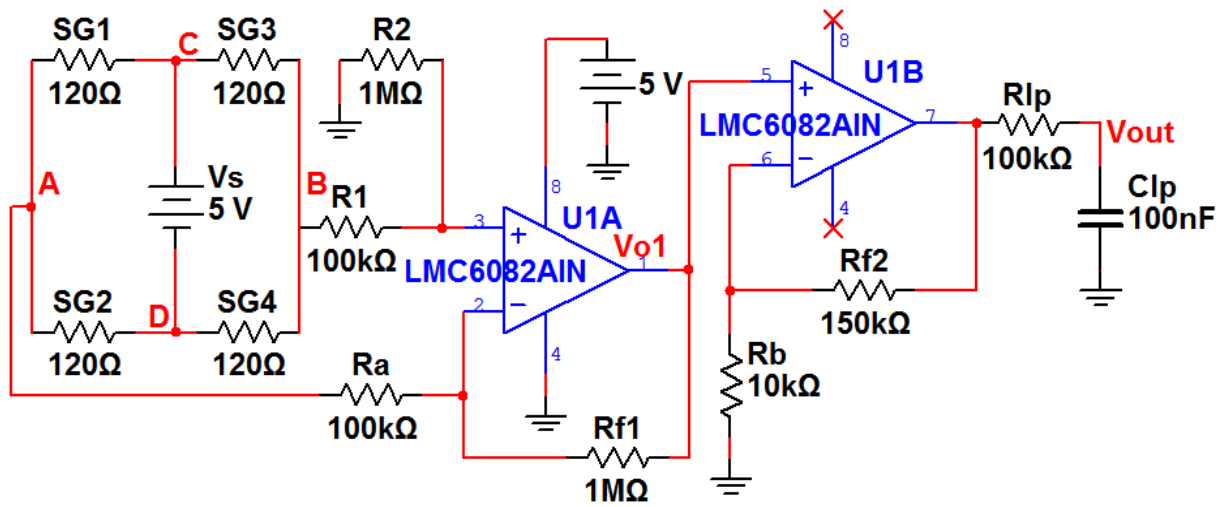 SG1
120Ω
C
SG3
120Ω
R2
1MΩ
5 V
8
U1A
A
Vs
5 V
B
R1
100kΩ
3
+
LMC6082AIN
2
−
4
Vo1
1
SG2
120Ω
D
SG4
120Ω
Ra
100kΩ
Rf1
1MΩ
8
U1B
5
+
LMC6082AIN
6
−
7
4
Rlp
100kΩ
Vout
Clp
100nF
Rf2
150kΩ
Rb
10kΩ